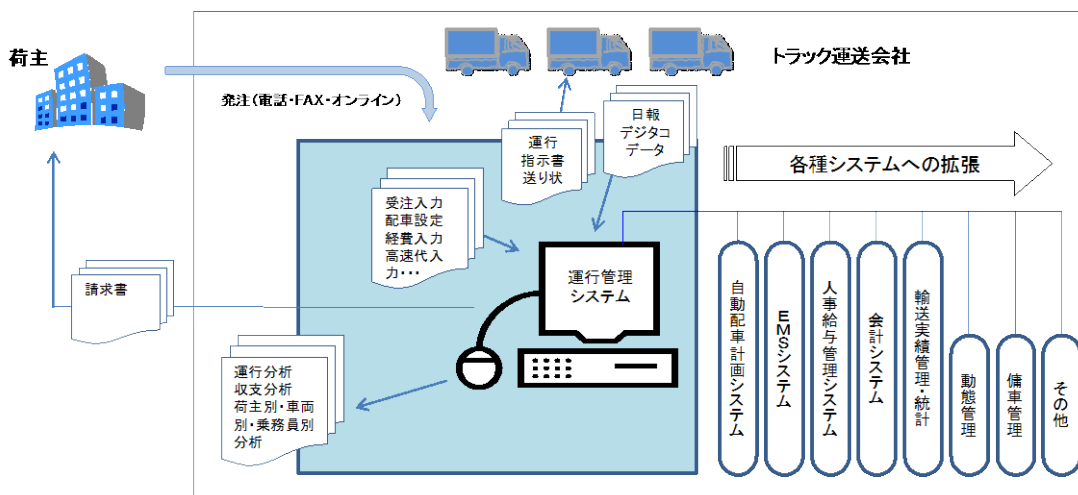 荷主
トラック運送会社
発注(電話・FAX・オンライン)
日報
デジタコ
データ
運行
指示書
送り状
各種システムへの拡張
受注入力
配車設定
経費入力
高速代入
力・・・
運行管理
システム
請求書
運行分析
収支分析
荷主別・車両
別・乗務員別
分析
自動配車計画システム
EMSシステム
人事給与管理システム
会計システム
輸送実績管理・統計
動態管理
傭車管理
その他